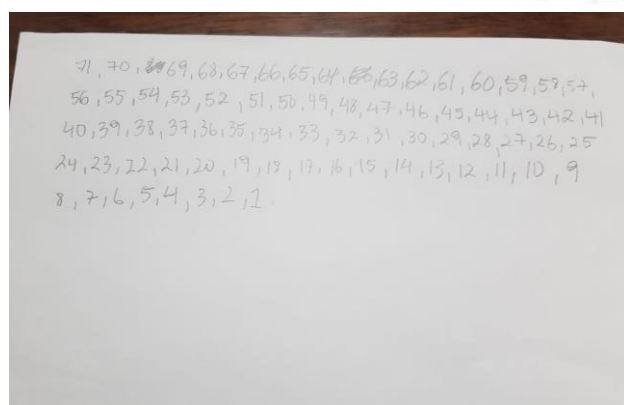 71, 70, 69, 68, 67, 66, 65, 64, 63, 62, 61, 60, 59, 58, 57,
56, 55, 54, 53, 52, 51, 50, 49, 48, 47, 46, 45, 44, 43, 42, 41
40, 39, 38, 37, 36, 35, 34, 33, 32, 31, 30, 29, 28, 27, 26, 25
24, 23, 22, 21, 20, 19, 18, 17, 16, 15, 14, 13, 12, 11, 10, 9
8, 7, 6, 5, 4, 3, 2, 1